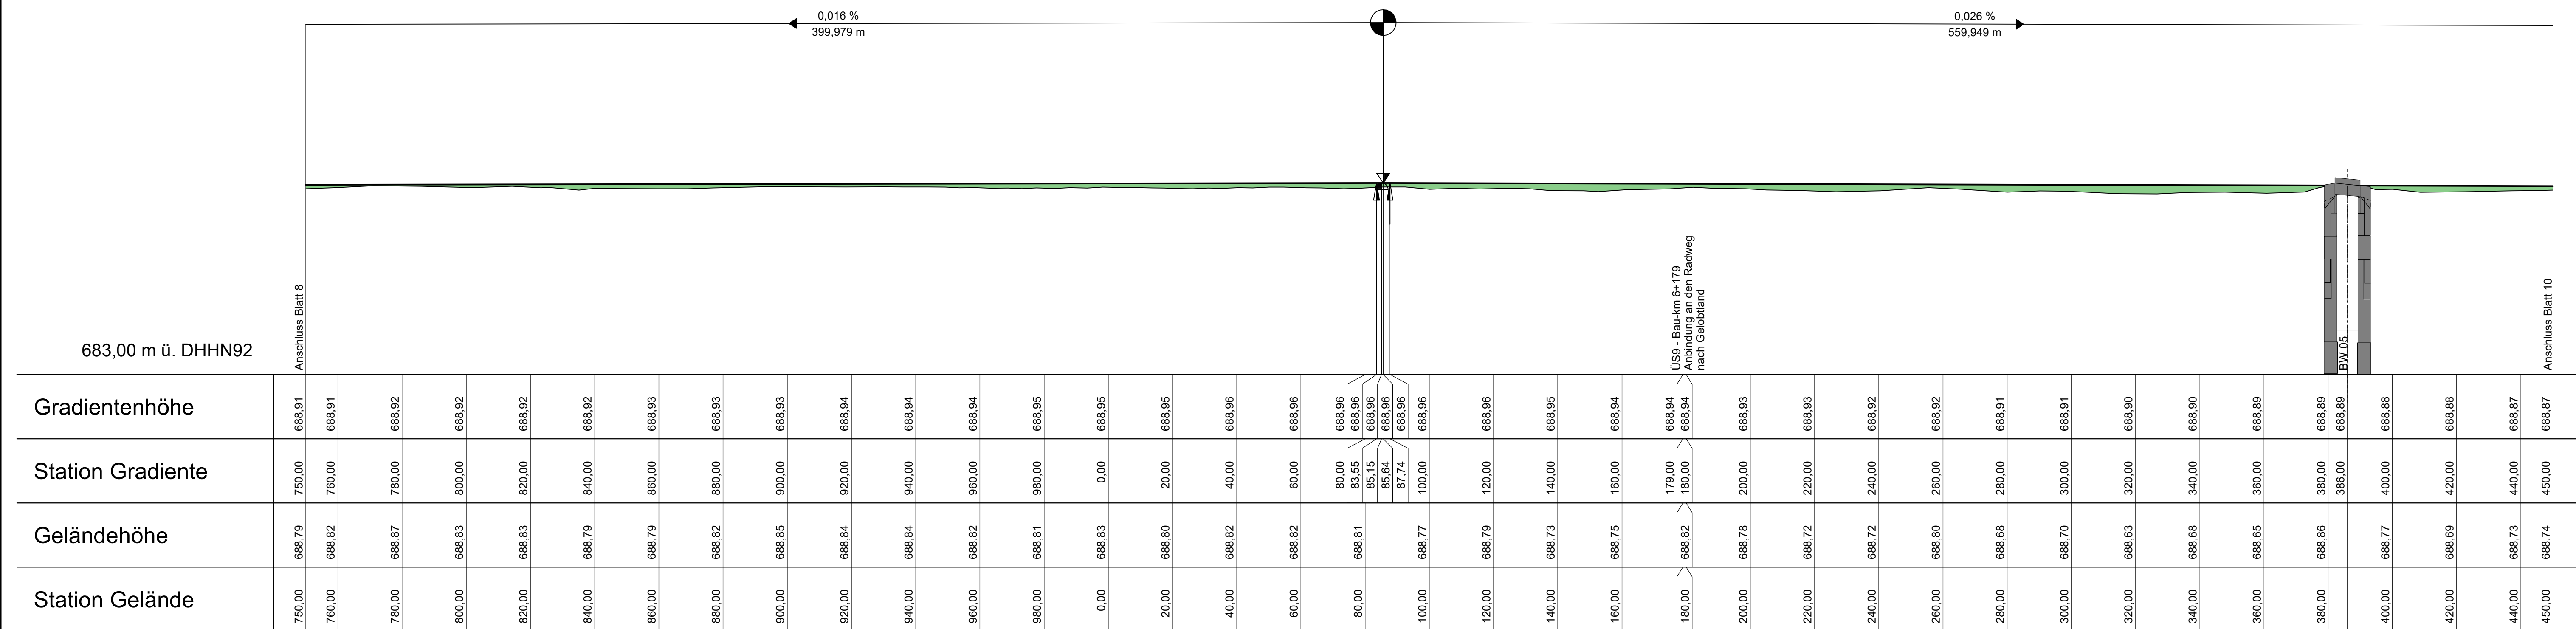 0,016 %
399,979 m
0,026 %
559,949 m
Anschluss Blatt 8
ÜS9 - Bau-km 6+179
Anbindung an den Radweg
nach Gelobtland
BW 05
Anschluss Blatt 10
683,00 m ü. DHHN92
Gradientenhöhe 688,91 688,91 688,92 688,92 688,92 688,92 688,93 688,93 688,93 688,94 688,94 688,94 688,95 688,95 688,95 688,96 688,96 688,96 688,96 688,96 688,96 688,96 688,96 688,96 688,95 688,94 688,94 688,94 688,93 688,93 688,92 688,92 688,91 688,91 688,90 688,90 688,89 688,89 688,89 688,88 688,88 688,87 688,87
Station Gradiente 750,00 760,00 780,00 800,00 820,00 840,00 860,00 880,00 900,00 920,00 940,00 960,00 980,00 0,00 20,00 40,00 60,00 80,00 83,55 85,15 85,64 87,74 100,00 120,00 140,00 160,00 179,00 180,00 200,00 220,00 240,00 260,00 280,00 300,00 320,00 340,00 360,00 380,00 386,00 400,00 420,00 440,00 450,00
Geländehöhe 688,79 688,82 688,87 688,83 688,83 688,79 688,79 688,82 688,85 688,84 688,84 688,82 688,81 688,83 688,80 688,82 688,82 688,81 688,77 688,79 688,73 688,75 688,82 688,78 688,72 688,72 688,80 688,68 688,70 688,63 688,68 688,65 688,86 688,77 688,69 688,73 688,74
Station Gelände 750,00 760,00 780,00 800,00 820,00 840,00 860,00 880,00 900,00 920,00 940,00 960,00 980,00 0,00 20,00 40,00 60,00 80,00 100,00 120,00 140,00 160,00 180,00 200,00 220,00 240,00 260,00 280,00 300,00 320,00 340,00 360,00 380,00 400,00 420,00 440,00 450,00